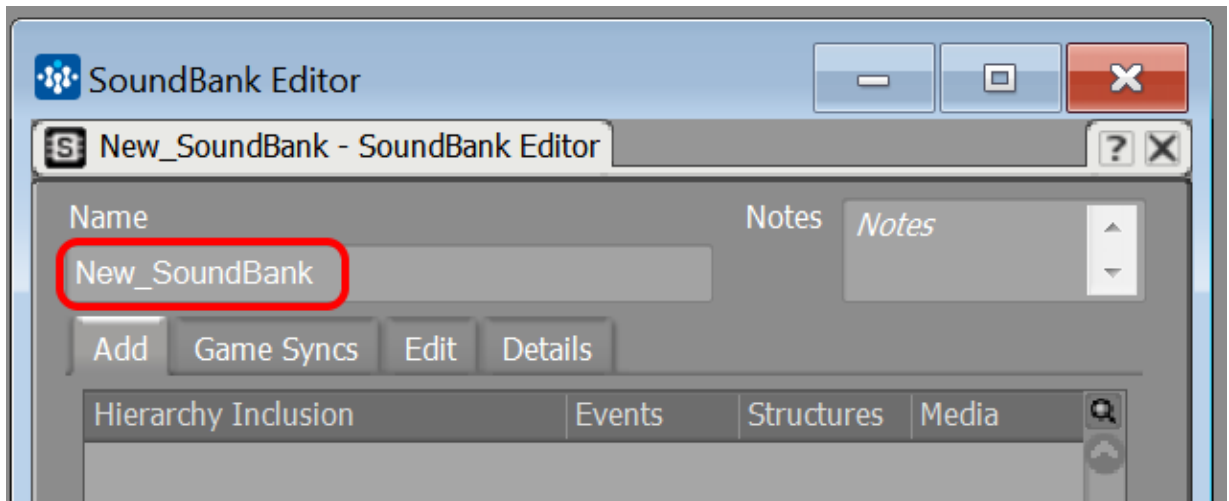 SoundBank Editor
New_SoundBank - SoundBank Editor
Name
Notes
Notes
New_SoundBank
Add
Game Syncs
Edit
Details
Hierarchy Inclusion
Events
Structures
Media